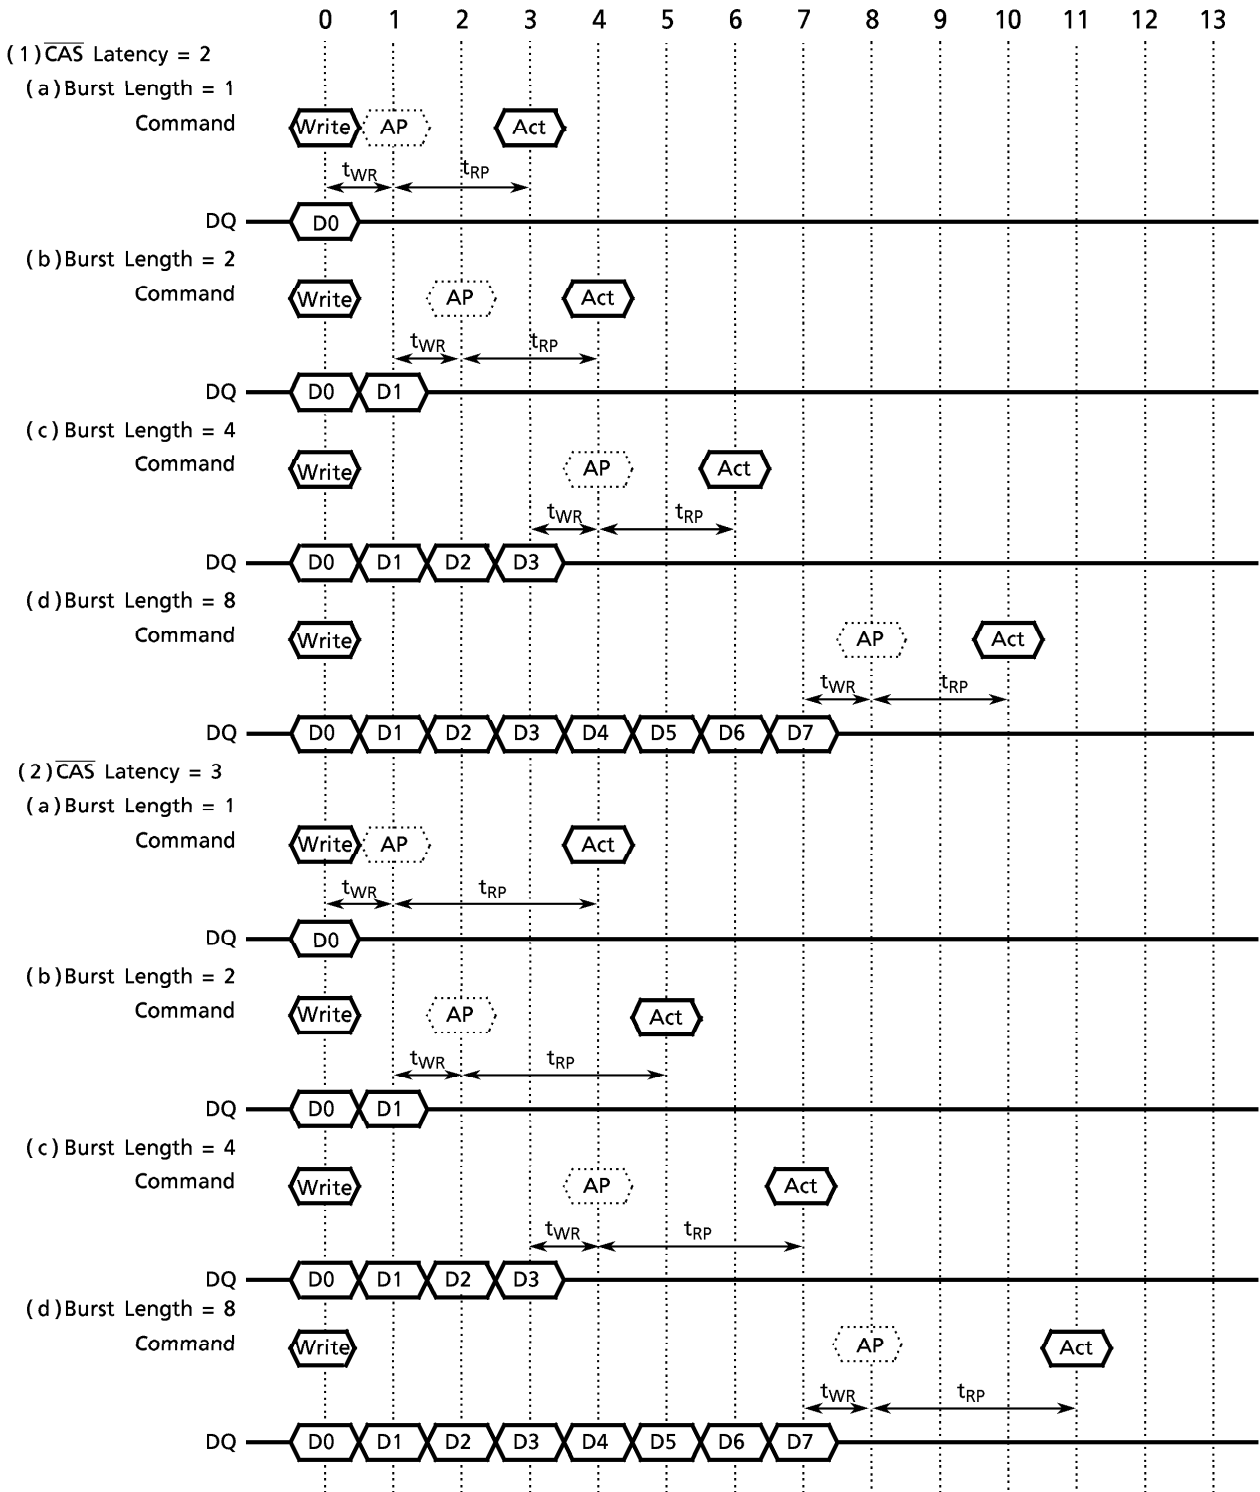 0 1 2 3 4 5 6 7 8 9 10 11 12 13
(1) CAS Latency = 2
(a) Burst Length = 1
Command Write AP Act
tWR tRP
DQ D0
(b) Burst Length = 2
Command Write AP Act
tWR tRP
DQ D0 D1
(c) Burst Length = 4
Command Write AP Act
tWR tRP
DQ D0 D1 D2 D3
(d) Burst Length = 8
Command Write AP Act
tWR tRP
DQ D0 D1 D2 D3 D4 D5 D6 D7
(2) CAS Latency = 3
(a) Burst Length = 1
Command Write AP Act
tWR tRP
DQ D0
(b) Burst Length = 2
Command Write AP Act
tWR tRP
DQ D0 D1
(c) Burst Length = 4
Command Write AP Act
tWR tRP
DQ D0 D1 D2 D3
(d) Burst Length = 8
Command Write AP Act
tWR tRP
DQ D0 D1 D2 D3 D4 D5 D6 D7